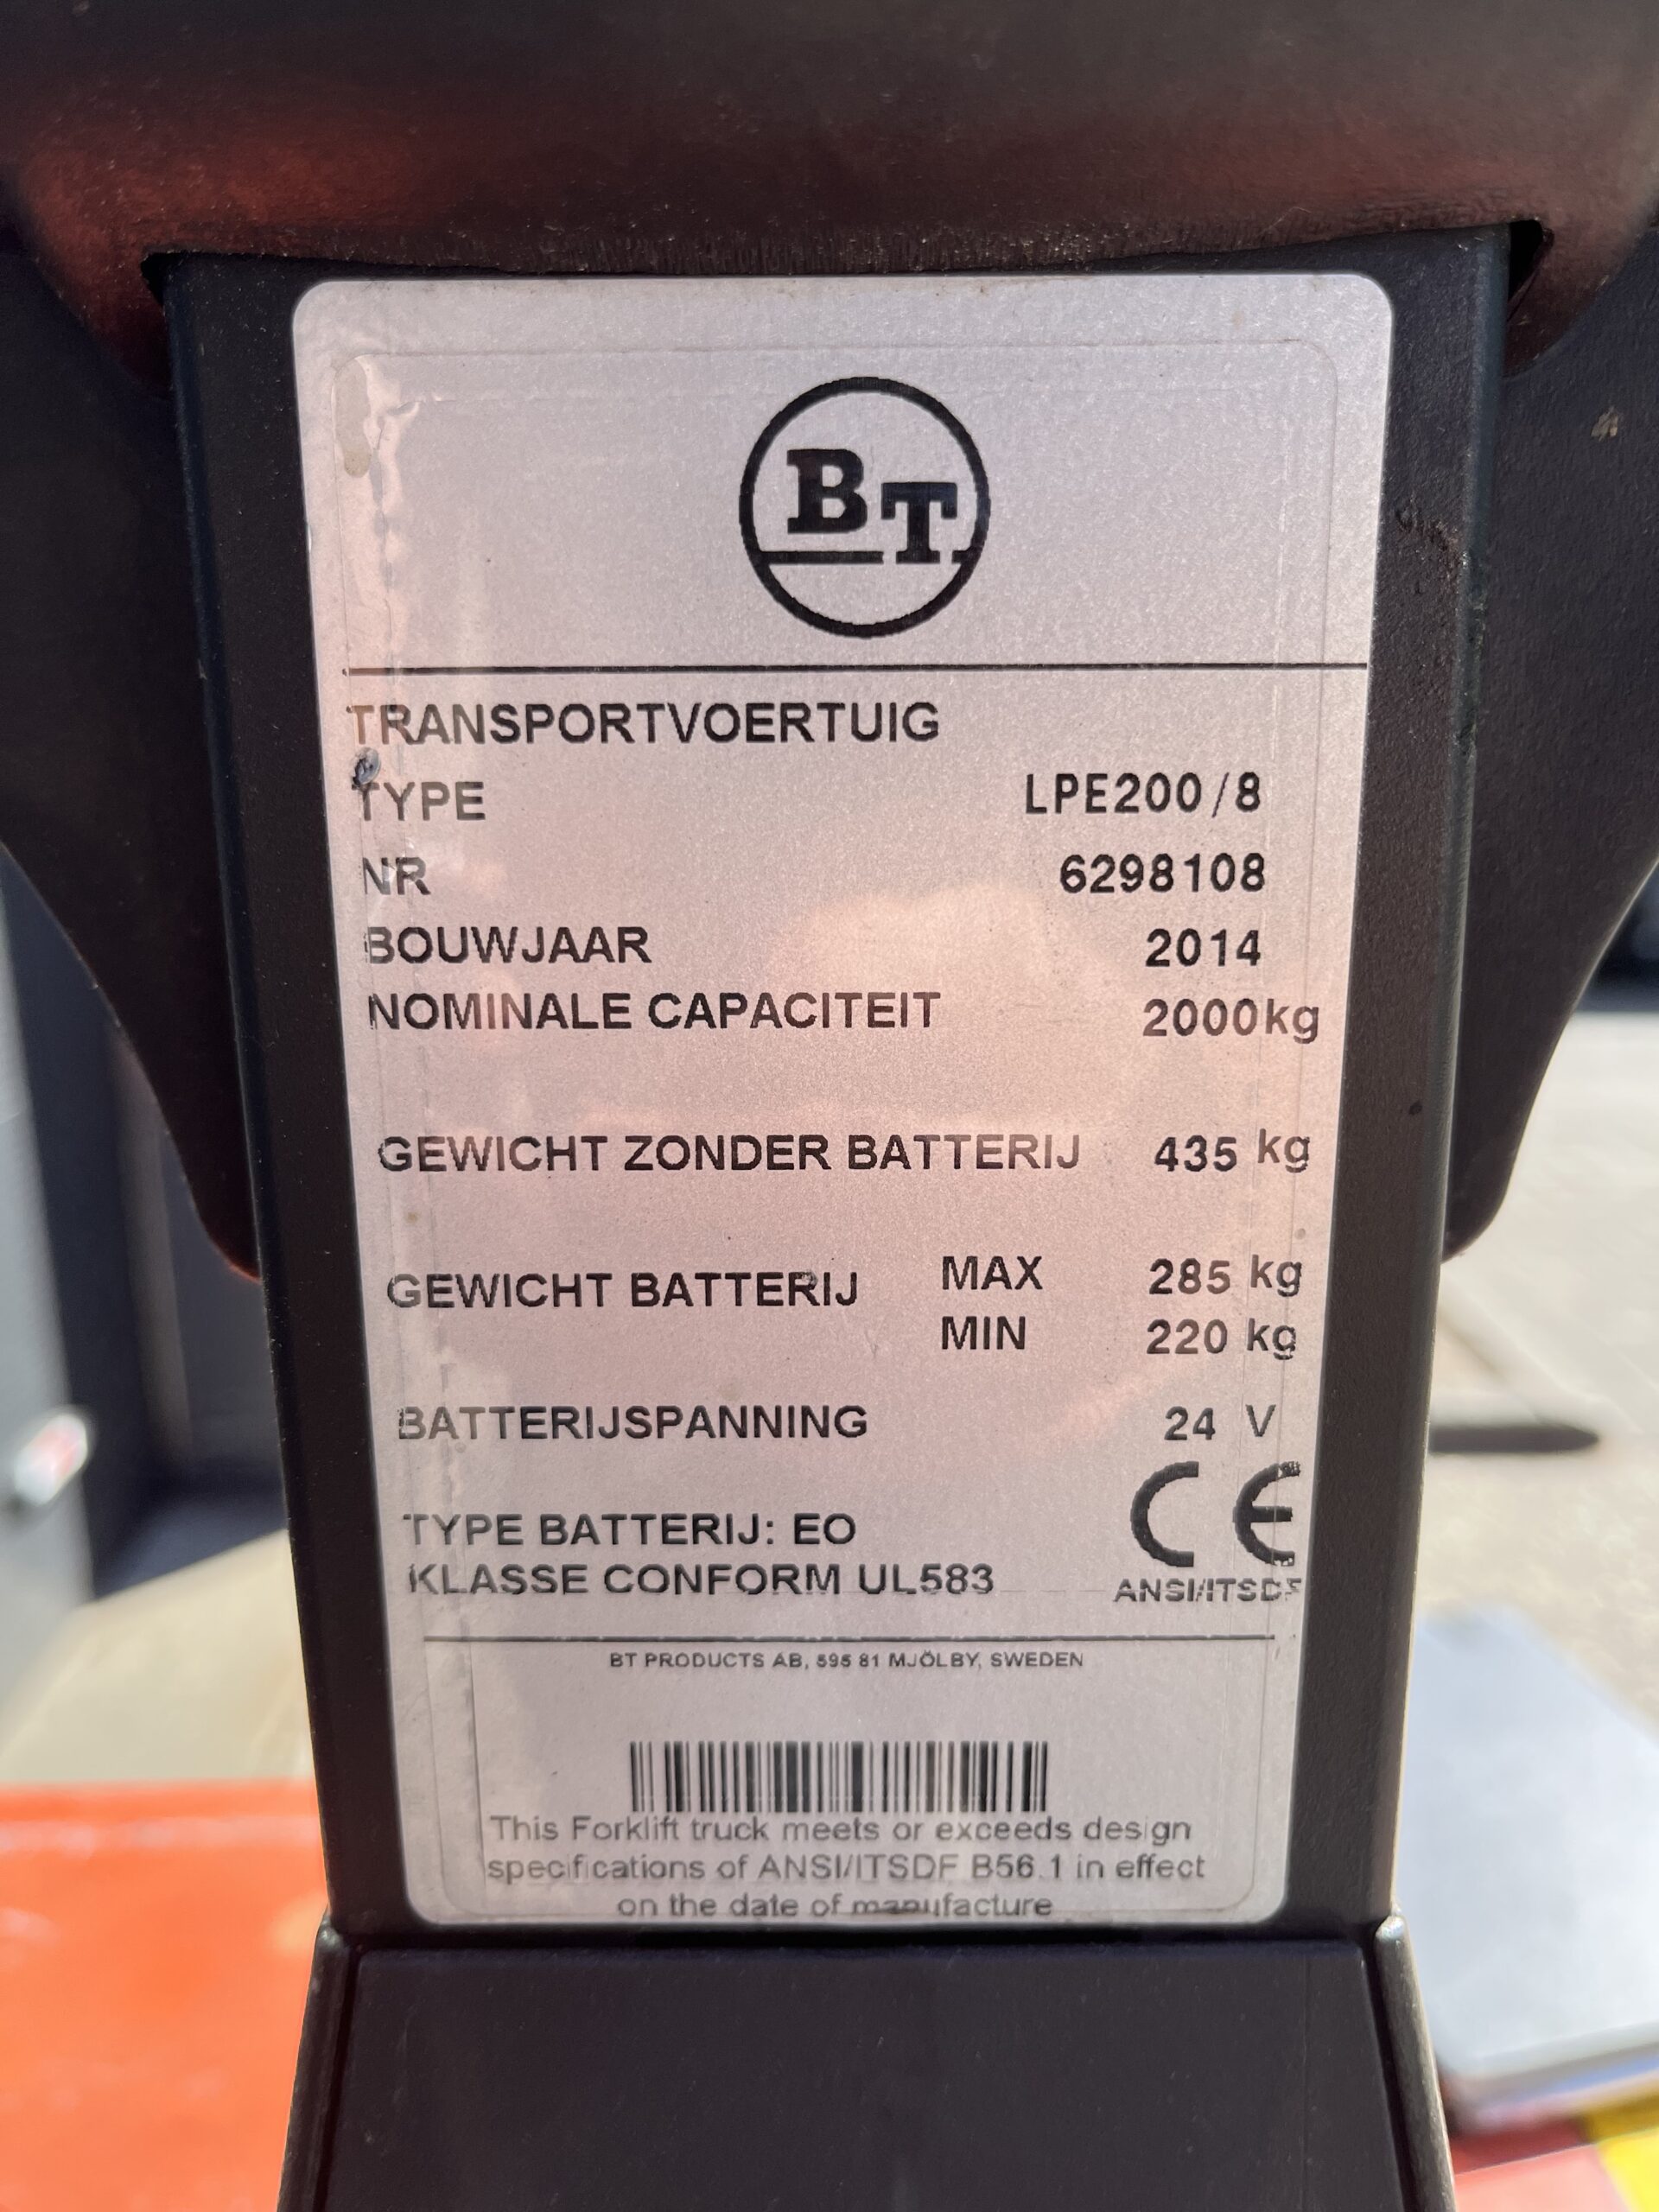 BT
TRANSPORTVOERTUIG
TYPE LPE200/8
NR 6298108
BOUWJAAR 2014
NOMINALE CAPACITEIT 2000kg
GEWICHT ZONDER BATTERIJ 435 kg
GEWICHT BATTERIJ MAX 285 kg
MIN 220 kg
BATTERIJSPANNING 24 V
CE
TYPE BATTERIJ: EO
KLASSE CONFORM UL583 ANSI/ITSDF
BT PRODUCTS AB, 595 81 MJÖLBY, SWEDEN
This Forklift truck meets or exceeds design
specifications of ANSI/ITSDF B56.1 in effect
on the date of manufacture